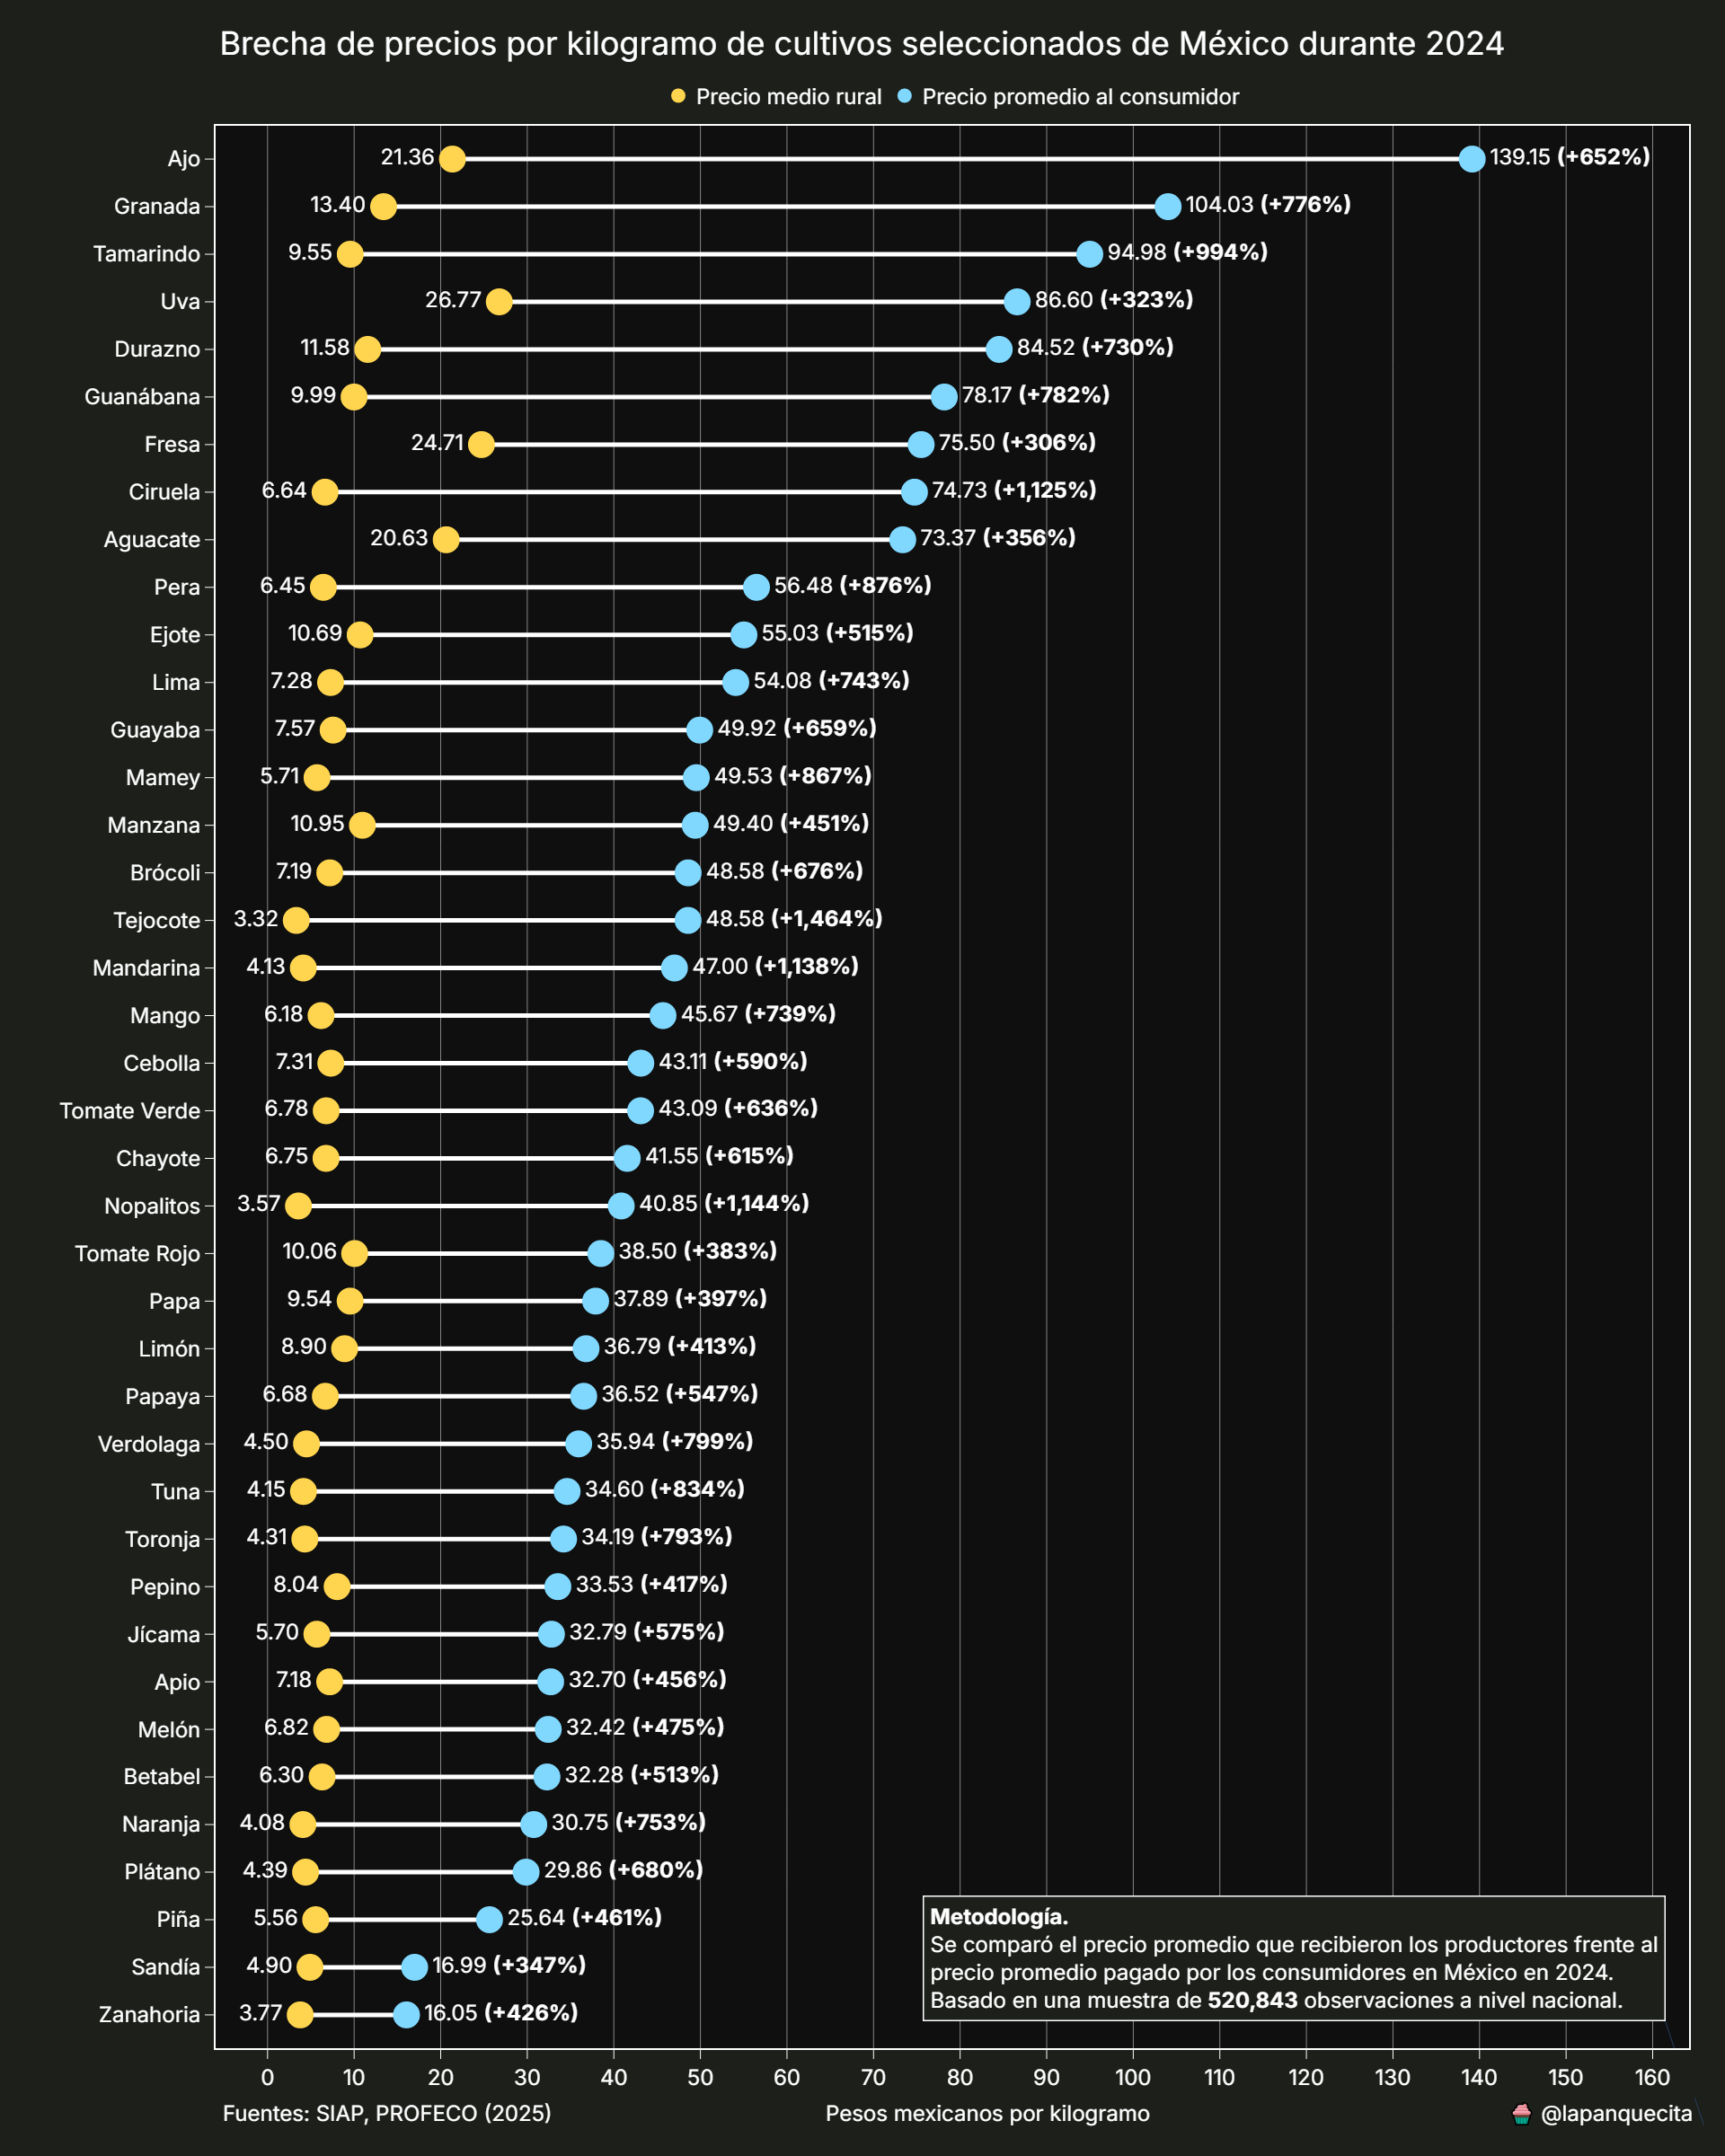 Brecha de precios por kilogramo de cultivos seleccionados de México durante 2024
Precio medio rural Precio promedio al consumidor
Ajo 21.36 139.15 (+652%)
Granada 13.40 104.03 (+776%)
Tamarindo 9.55 94.98 (+994%)
Uva 26.77 86.60 (+323%)
Durazno 11.58 84.52 (+730%)
Guanábana 9.99 78.17 (+782%)
Fresa 24.71 75.50 (+306%)
Ciruela 6.64 74.73 (+1,125%)
Aguacate 20.63 73.37 (+356%)
Pera 6.45 56.48 (+876%)
Ejote 10.69 55.03 (+515%)
Lima 7.28 54.08 (+743%)
Guayaba 7.57 49.92 (+659%)
Mamey 5.71 49.53 (+867%)
Manzana 10.95 49.40 (+451%)
Brócoli 7.19 48.58 (+676%)
Tejocote 3.32 48.58 (+1,464%)
Mandarina 4.13 47.00 (+1,138%)
Mango 6.18 45.67 (+739%)
Cebolla 7.31 43.11 (+590%)
Tomate Verde 6.78 43.09 (+636%)
Chayote 6.75 41.55 (+615%)
Nopalitos 3.57 40.85 (+1,144%)
Tomate Rojo 10.06 38.50 (+383%)
Papa 9.54 37.89 (+397%)
Limón 8.90 36.79 (+413%)
Papaya 6.68 36.52 (+547%)
Verdolaga 4.50 35.94 (+799%)
Tuna 4.15 34.60 (+834%)
Toronja 4.31 34.19 (+793%)
Pepino 8.04 33.53 (+417%)
Jícama 5.70 32.79 (+575%)
Apio 7.18 32.70 (+456%)
Melón 6.82 32.42 (+475%)
Betabel 6.30 32.28 (+513%)
Naranja 4.08 30.75 (+753%)
Plátano 4.39 29.86 (+680%)
Piña 5.56 25.64 (+461%)
Sandía 4.90 16.99 (+347%)
Zanahoria 3.77 16.05 (+426%)
Metodología.
Se comparó el precio promedio que recibieron los productores frente al
precio promedio pagado por los consumidores en México en 2024.
Basado en una muestra de 520,843 observaciones a nivel nacional.
0 10 20 30 40 50 60 70 80 90 100 110 120 130 140 150 160
Fuentes: SIAP, PROFECO (2025) Pesos mexicanos por kilogramo 🧁 @lapanquecita